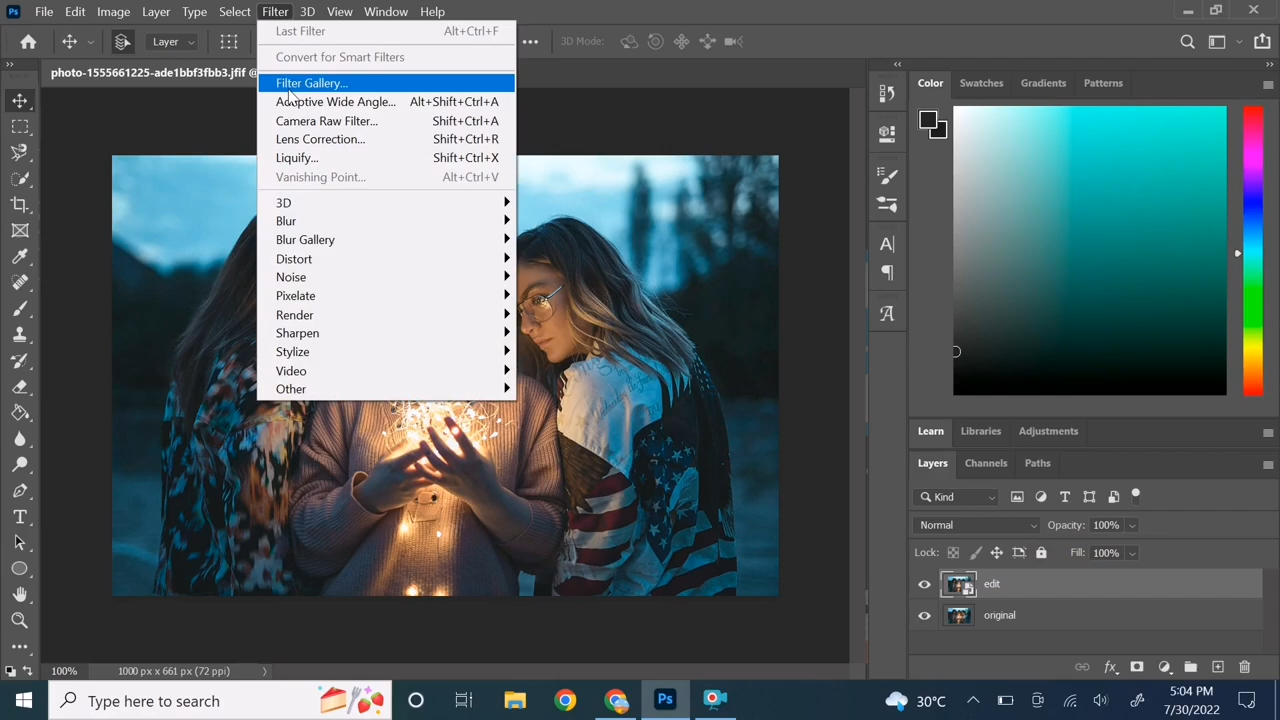 File Edit Image Layer Type Select Filter 3D View Window Help
Layer
3D Mode:
photo-1555661225-ade1bbf3fbb3.jfif @
Last Filter Alt+Ctrl+F
Convert for Smart Filters
Filter Gallery...
Adaptive Wide Angle... Alt+Shift+Ctrl+A
Camera Raw Filter... Shift+Ctrl+A
Lens Correction... Shift+Ctrl+R
Liquify... Shift+Ctrl+X
Vanishing Point... Alt+Ctrl+V
3D
Blur
Blur Gallery
Distort
Noise
Pixelate
Render
Sharpen
Stylize
Video
Other
Color Swatches Gradients Patterns
Learn Libraries Adjustments
Layers Channels Paths
Kind
Normal Opacity: 100%
Lock: Fill: 100%
edit
original
100% 1000 px x 661 px (72 ppi)
Ps
Type here to search
Ps
30°C
5:04 PM
7/30/2022